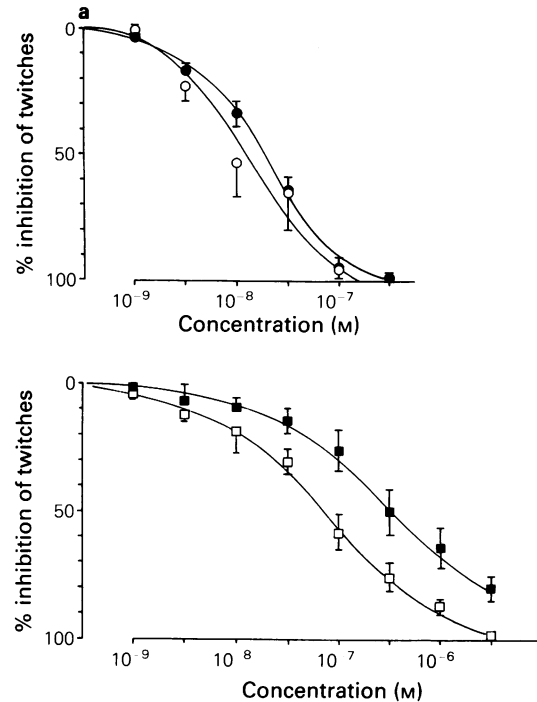 a
% inhibition of twitches
0
50
100
10⁻⁹ 10⁻⁸ 10⁻⁷
Concentration (M)
% inhibition of twitches
0
50
100
10⁻⁹ 10⁻⁸ 10⁻⁷ 10⁻⁶
Concentration (M)